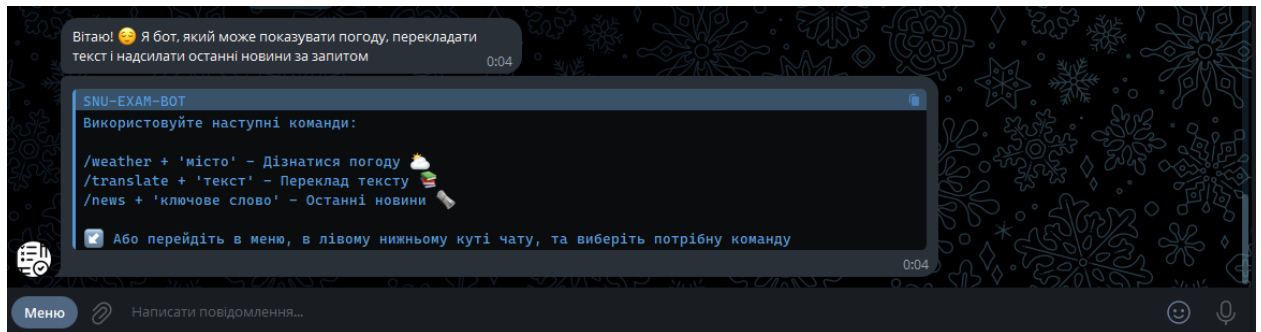 Вітаю! 😌 Я бот, який може показувати погоду, перекладати
текст і надсилати останні новини за запитом
0:04
SNU-EXAM-BOT
Використовуйте наступні команди:
/weather + 'місто' – Дізнатися погоду 🌥️
/translate + 'текст' – Переклад тексту 📚
/news + 'ключове слово' – Останні новини 🗞️
↙️ Або перейдіть в меню, в лівому нижньому куті чату, та виберіть потрібну команду
0:04
Меню
Написати повідомлення...